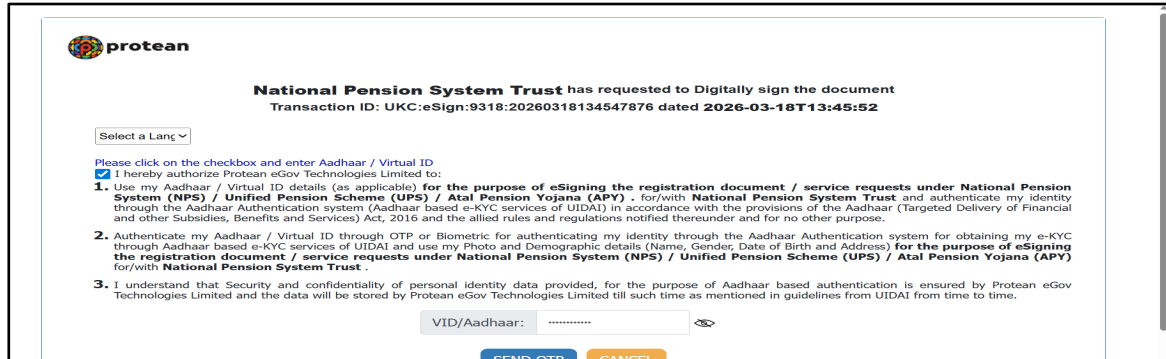 protean
National Pension System Trust has requested to Digitally sign the document
Transaction ID: UKC:eSign:9318:20260318134547876 dated 2026-03-18T13:45:52
Select a Lang
Please click on the checkbox and enter Aadhaar / Virtual ID
I hereby authorize Protean eGov Technologies Limited to:
1. Use my Aadhaar / Virtual ID details (as applicable) for the purpose of eSigning the registration document / service requests under National Pension
System (NPS) / Unified Pension Scheme (UPS) / Atal Pension Yojana (APY) . for/with National Pension System Trust and authenticate my identity
through the Aadhaar Authentication system (Aadhaar based e-KYC services of UIDAI) in accordance with the provisions of the Aadhaar (Targeted Delivery of Financial
and other Subsidies, Benefits and Services) Act, 2016 and the allied rules and regulations notified thereunder and for no other purpose.
2. Authenticate my Aadhaar / Virtual ID through OTP or Biometric for authenticating my identity through the Aadhaar Authentication system for obtaining my e-KYC
through Aadhaar based e-KYC services of UIDAI and use my Photo and Demographic details (Name, Gender, Date of Birth and Address) for the purpose of eSigning
the registration document / service requests under National Pension System (NPS) / Unified Pension Scheme (UPS) / Atal Pension Yojana (APY)
for/with National Pension System Trust .
3. I understand that Security and confidentiality of personal identity data provided, for the purpose of Aadhaar based authentication is ensured by Protean eGov
Technologies Limited and the data will be stored by Protean eGov Technologies Limited till such time as mentioned in guidelines from UIDAI from time to time.
VID/Aadhaar: ············
SEND OTP CANCEL